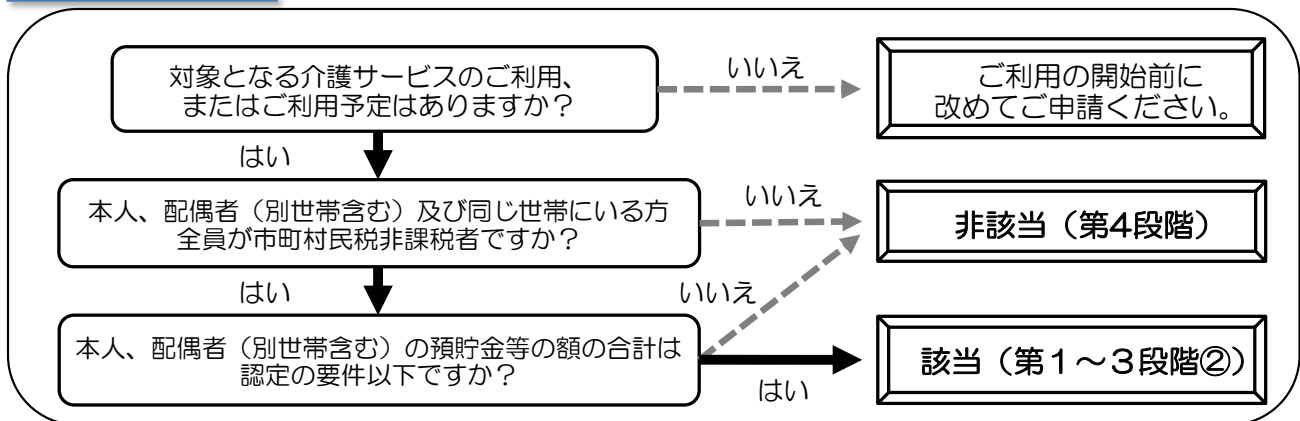 対象となる介護サービスのご利用、
またはご利用予定はありますか？
いいえ
ご利用の開始前に
改めてご申請ください。
はい
本人、配偶者（別世帯含む）及び同じ世帯にいる方
全員が市町村民税非課税者ですか？
いいえ
非該当（第4段階）
はい
いいえ
本人、配偶者（別世帯含む）の預貯金等の額の合計は
認定の要件以下ですか？
はい
該当（第１～３段階②）